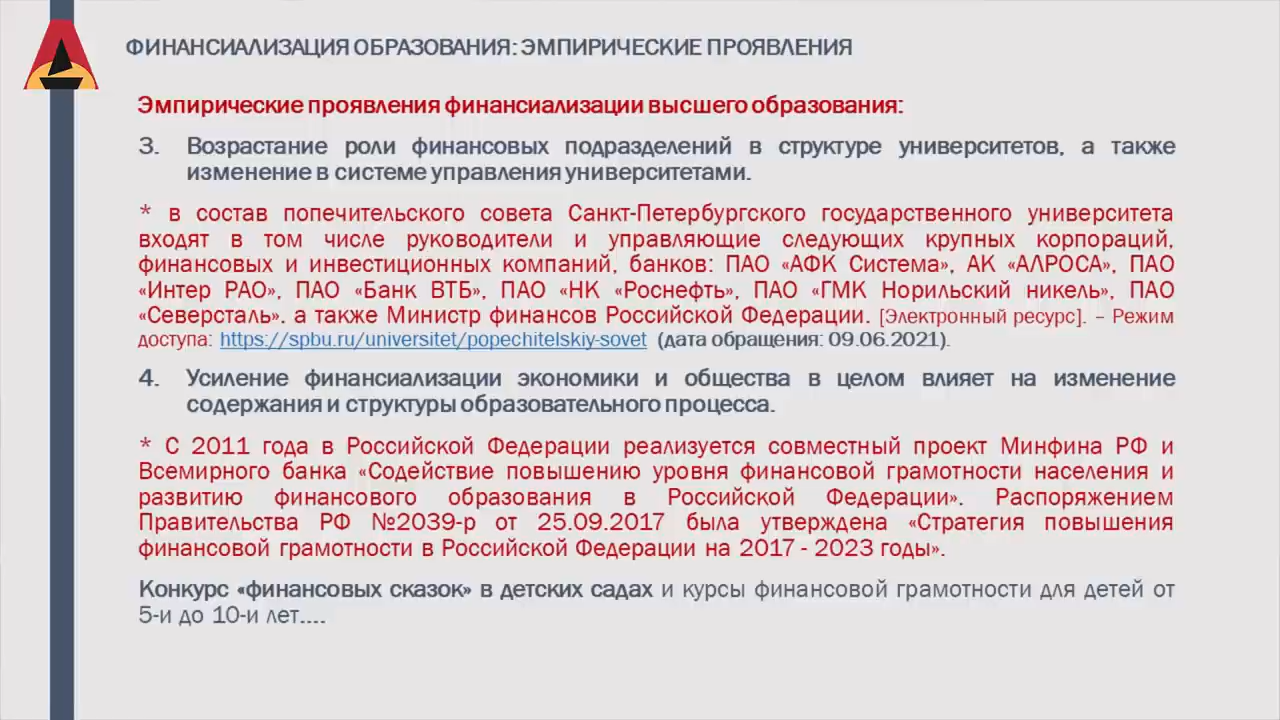 ФИНАНСИАЛИЗАЦИЯ ОБРАЗОВАНИЯ: ЭМПИРИЧЕСКИЕ ПРОЯВЛЕНИЯ
Эмпирические проявления финансиализации высшего образования:
3. Возрастание роли финансовых подразделений в структуре университетов, а также
изменение в системе управления университетами.
* в состав попечительского совета Санкт-Петербургского государственного университета
входят в том числе руководители и управляющие следующих крупных корпораций,
финансовых и инвестиционных компаний, банков: ПАО «АФК Система», АК «АЛРОСА», ПАО
«Интер РАО», ПАО «Банк ВТБ», ПАО «НК «Роснефть», ПАО «ГМК Норильский никель», ПАО
«Северсталь», а также Министр финансов Российской Федерации. [Электронный ресурс]. – Режим
доступа: https://spbu.ru/universitet/popechitelskiy-sovet (дата обращения: 09.06.2021).
4. Усиление финансиализации экономики и общества в целом влияет на изменение
содержания и структуры образовательного процесса.
* С 2011 года в Российской Федерации реализуется совместный проект Минфина РФ и
Всемирного банка «Содействие повышению уровня финансовой грамотности населения и
развитию финансового образования в Российской Федерации». Распоряжением
Правительства РФ №2039-р от 25.09.2017 была утверждена «Стратегия повышения
финансовой грамотности в Российской Федерации на 2017 - 2023 годы».
Конкурс «финансовых сказок» в детских садах и курсы финансовой грамотности для детей от
5-и до 10-и лет....